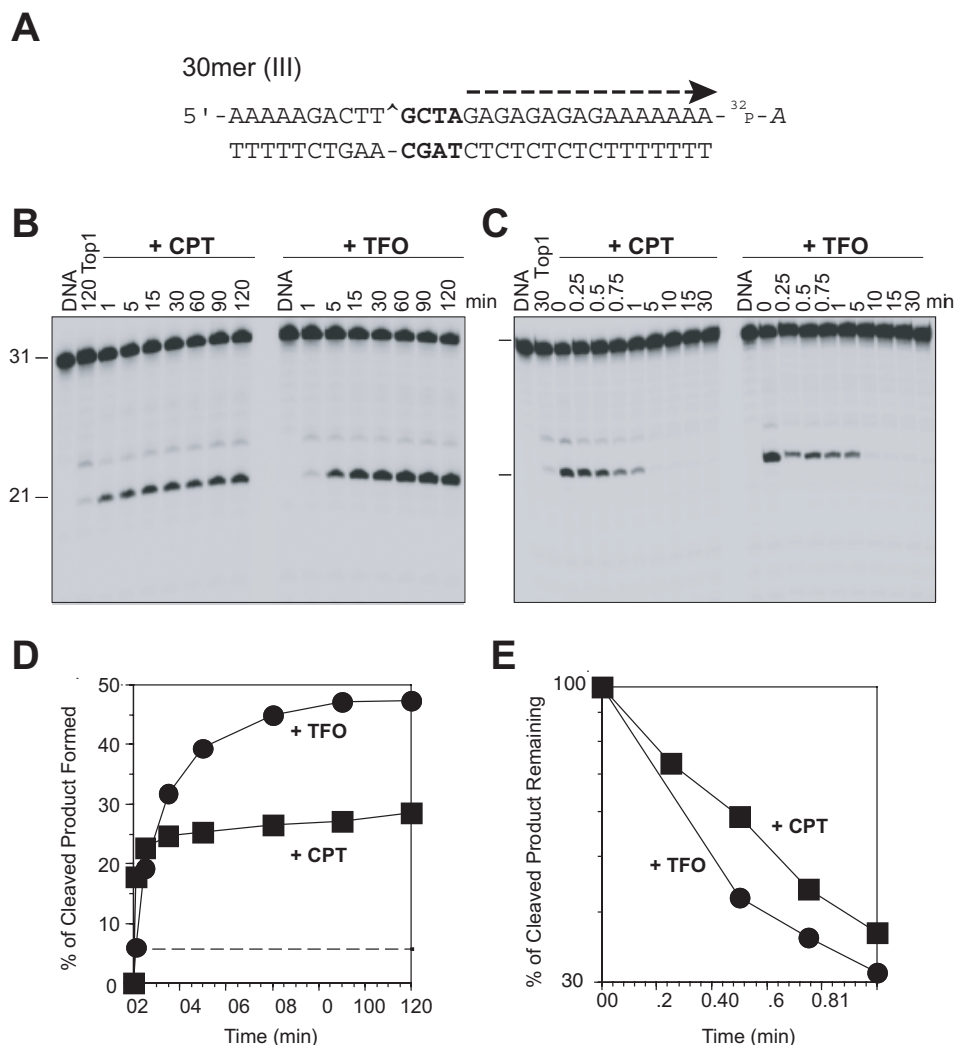 A
30mer (III)
5'-AAAAAGACTT^GCTAGAGAGAGAGAAAAAAA-32P-A
TTTTTCTGAA-CGATCTCTCTCTCTTTTTTT
B
+ CPT
+ TFO
DNA
120 Top1
1
5
15
30
60
90
120
DNA
1
5
15
30
60
90
120
min
31
21
C
+ CPT
+ TFO
DNA
30 Top1
0
0.25
0.5
0.75
1
5
10
15
30
DNA
0
0.25
0.5
0.75
1
5
10
15
30
min
D
% of Cleaved Product Formed
50
40
30
20
10
0
+ TFO
+ CPT
02 04 06 08 0 100 120
Time (min)
E
% of Cleaved Product Remaining
100
30
+ CPT
+ TFO
00 .2 0.40 .6 0.81
Time (min)